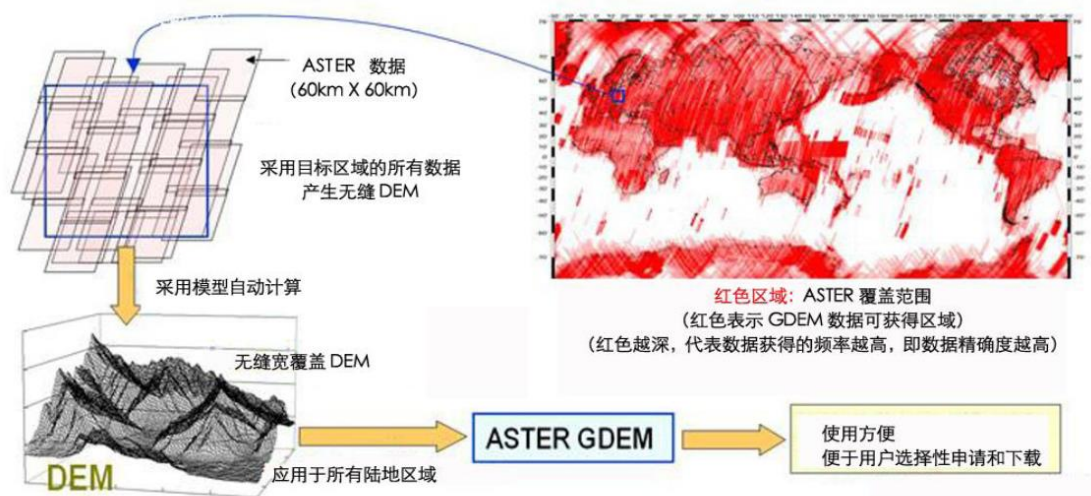 ASTER 数据
(60km X 60km)
采用目标区域的所有数据
产生无缝 DEM
采用模型自动计算
红色区域: ASTER 覆盖范围
(红色表示 GDEM 数据可获得区域)
(红色越深, 代表数据获得的频率越高, 即数据精确度越高)
无缝宽覆盖 DEM
DEM
应用于所有陆地区域
ASTER GDEM
使用方便
便于用户选择性申请和下载